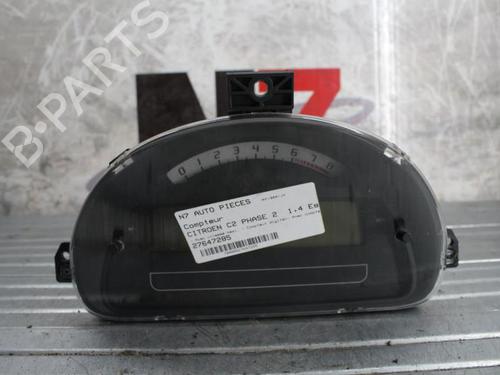 N7
B-PARTS
0 1 2 3 4 5 6 7 8
N7 AUTO PIECES
Compteur
CITROEN C2 PHASE 2 1.4 Es
27647285